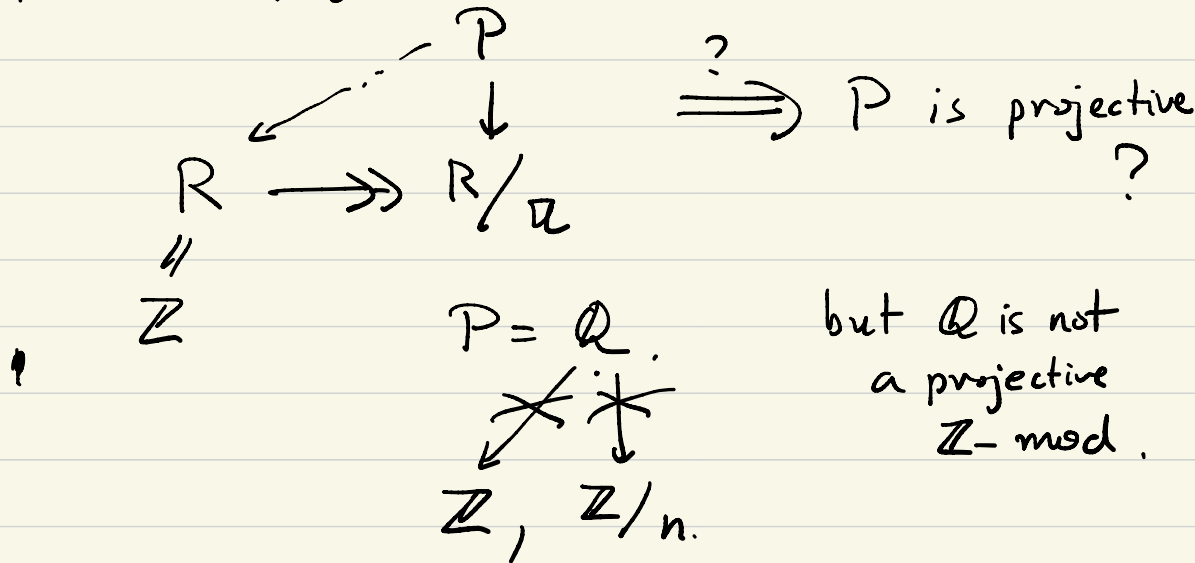 P
? ⟹ P is projective ?
R ↠ R/𝔞
=
ℤ
P = ℚ . but ℚ is not
a projective
ℤ- mod .
ℤ , ℤ/n.